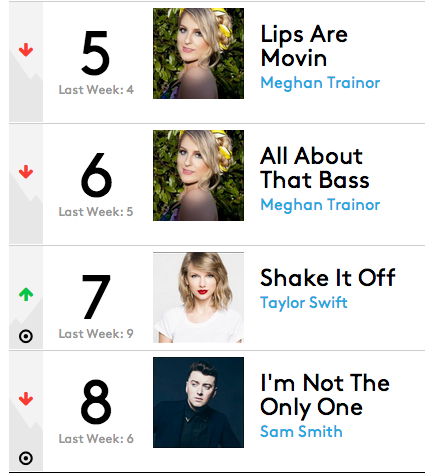 5
Last Week: 4
Lips Are
Movin
Meghan Trainor
6
Last Week: 5
All About
That Bass
Meghan Trainor
7
Last Week: 9
Shake It Off
Taylor Swift
8
Last Week: 6
I'm Not The
Only One
Sam Smith